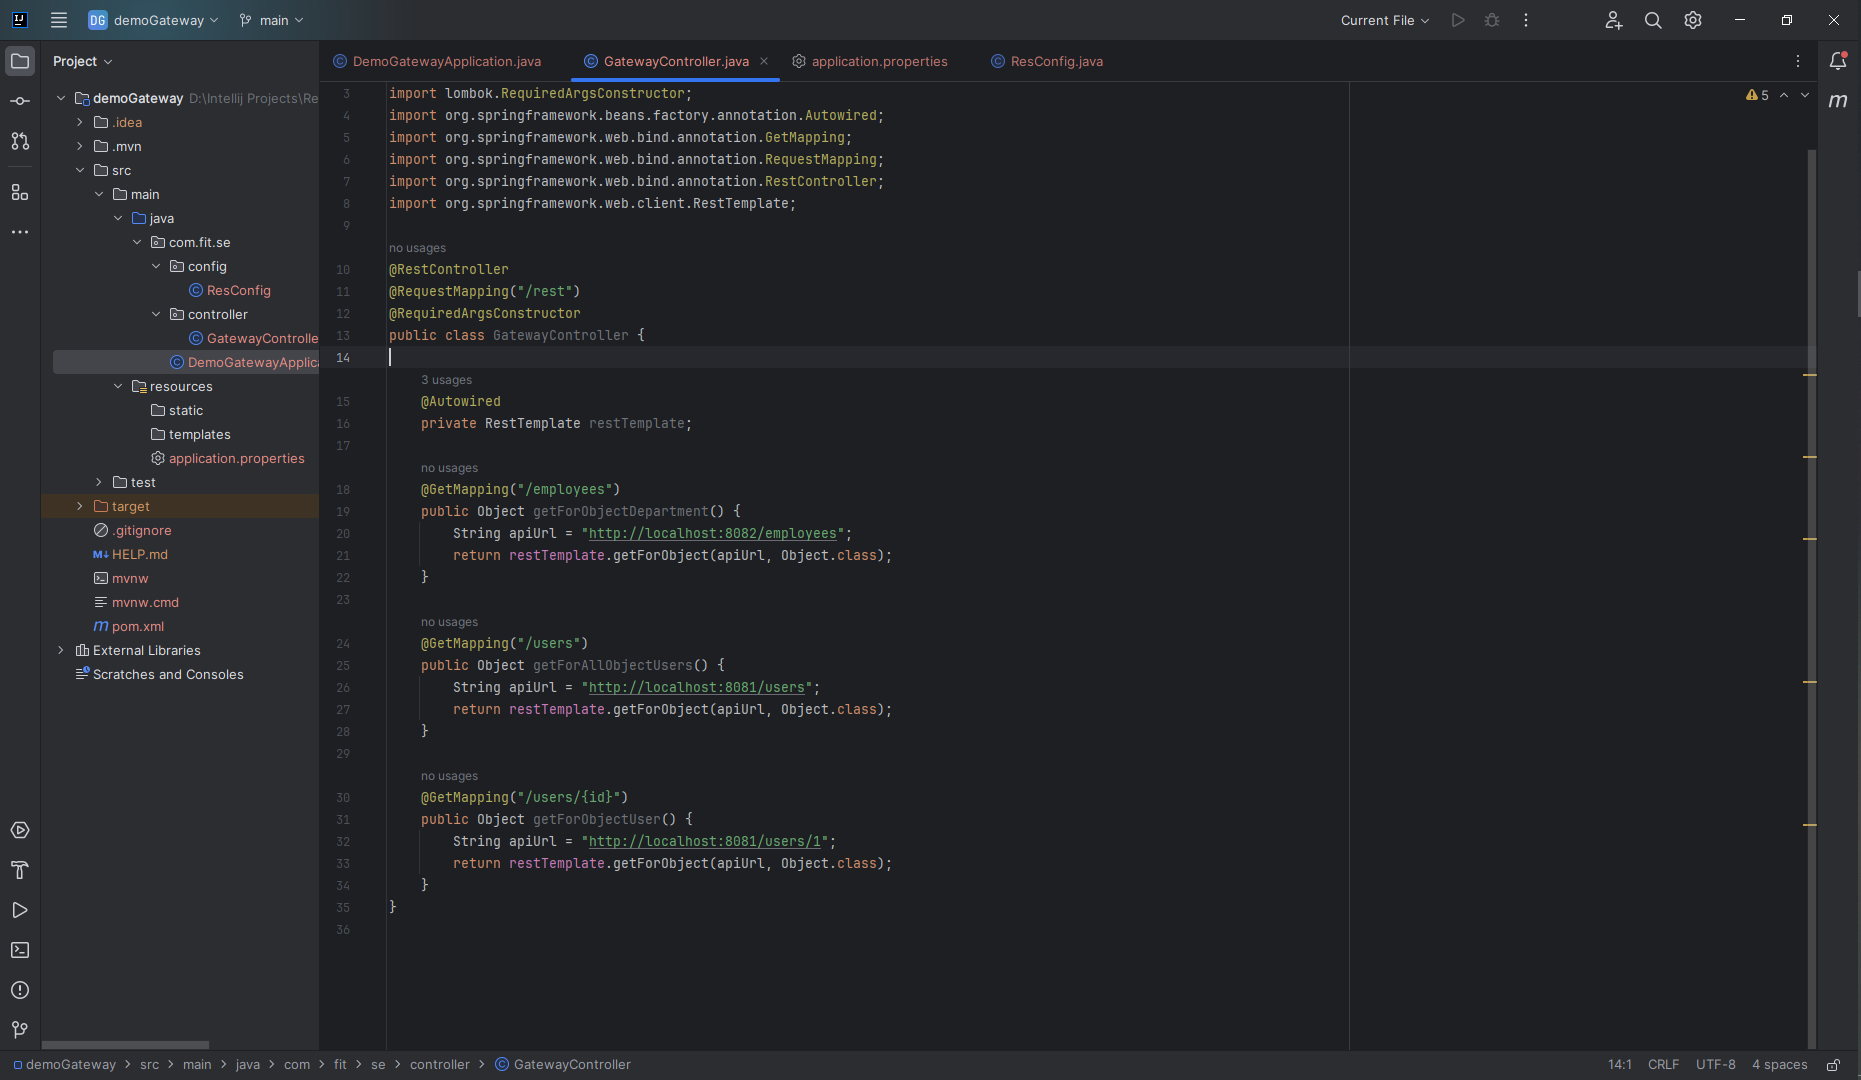 DG demoGateway main Current File
Project
DemoGatewayApplication.java GatewayController.java application.properties ResConfig.java
demoGateway D:\Intellij Projects\Re
.idea
.mvn
src
main
java
com.fit.se
config
ResConfig
controller
GatewayControlle
DemoGatewayApplica
resources
static
templates
application.properties
test
target
.gitignore
HELP.md
mvnw
mvnw.cmd
pom.xml
External Libraries
Scratches and Consoles
5
3 import lombok.RequiredArgsConstructor;
4 import org.springframework.beans.factory.annotation.Autowired;
5 import org.springframework.web.bind.annotation.GetMapping;
6 import org.springframework.web.bind.annotation.RequestMapping;
7 import org.springframework.web.bind.annotation.RestController;
8 import org.springframework.web.client.RestTemplate;
9
no usages
10 @RestController
11 @RequestMapping("/rest")
12 @RequiredArgsConstructor
13 public class GatewayController {
14
3 usages
15 @Autowired
16 private RestTemplate restTemplate;
17
no usages
18 @GetMapping("/employees")
19 public Object getForObjectDepartment() {
20 String apiUrl = "http://localhost:8082/employees";
21 return restTemplate.getForObject(apiUrl, Object.class);
22 }
23
no usages
24 @GetMapping("/users")
25 public Object getForAllObjectUsers() {
26 String apiUrl = "http://localhost:8081/users";
27 return restTemplate.getForObject(apiUrl, Object.class);
28 }
29
no usages
30 @GetMapping("/users/{id}")
31 public Object getForObjectUser() {
32 String apiUrl = "http://localhost:8081/users/1";
33 return restTemplate.getForObject(apiUrl, Object.class);
34 }
35 }
36
demoGateway > src > main > java > com > fit > se > controller > GatewayController 14:1 CRLF UTF-8 4 spaces